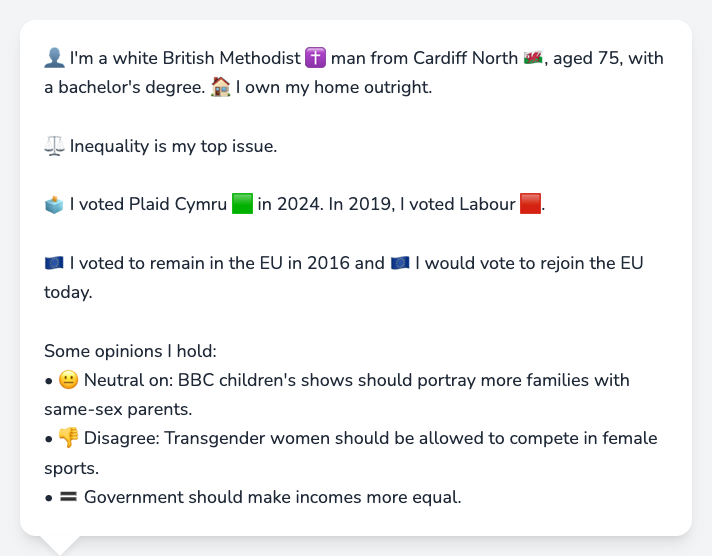 👤 I'm a white British Methodist ✝️ man from Cardiff North 🏴󠁧󠁢󠁷󠁬󠁳󠁿, aged 75, with
a bachelor's degree. 🏠 I own my home outright.
⚖️ Inequality is my top issue.
🗳️ I voted Plaid Cymru 🟩 in 2024. In 2019, I voted Labour 🟥.
🇪🇺 I voted to remain in the EU in 2016 and 🇪🇺 I would vote to rejoin the EU
today.
Some opinions I hold:
• 😐 Neutral on: BBC children's shows should portray more families with
same-sex parents.
• 👎 Disagree: Transgender women should be allowed to compete in female
sports.
• 🟰 Government should make incomes more equal.